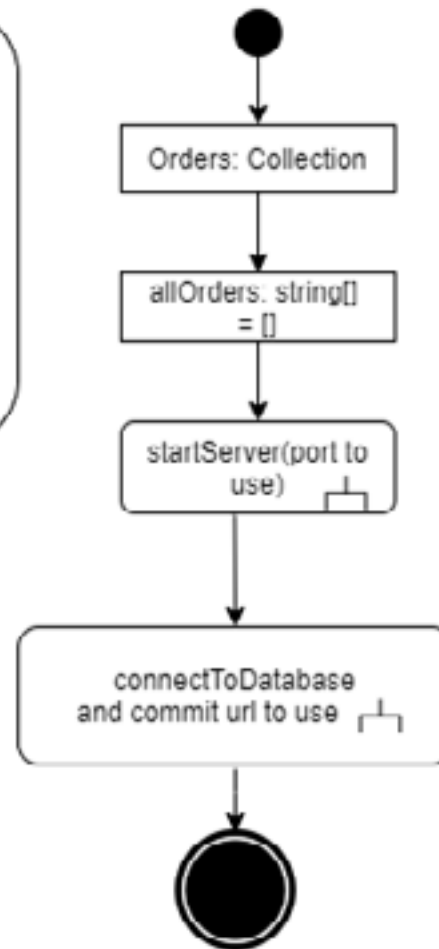 Orders: Collection
allOrders: string[]
= []
startServer(port to
use)
connectToDatabase
and commit url to use